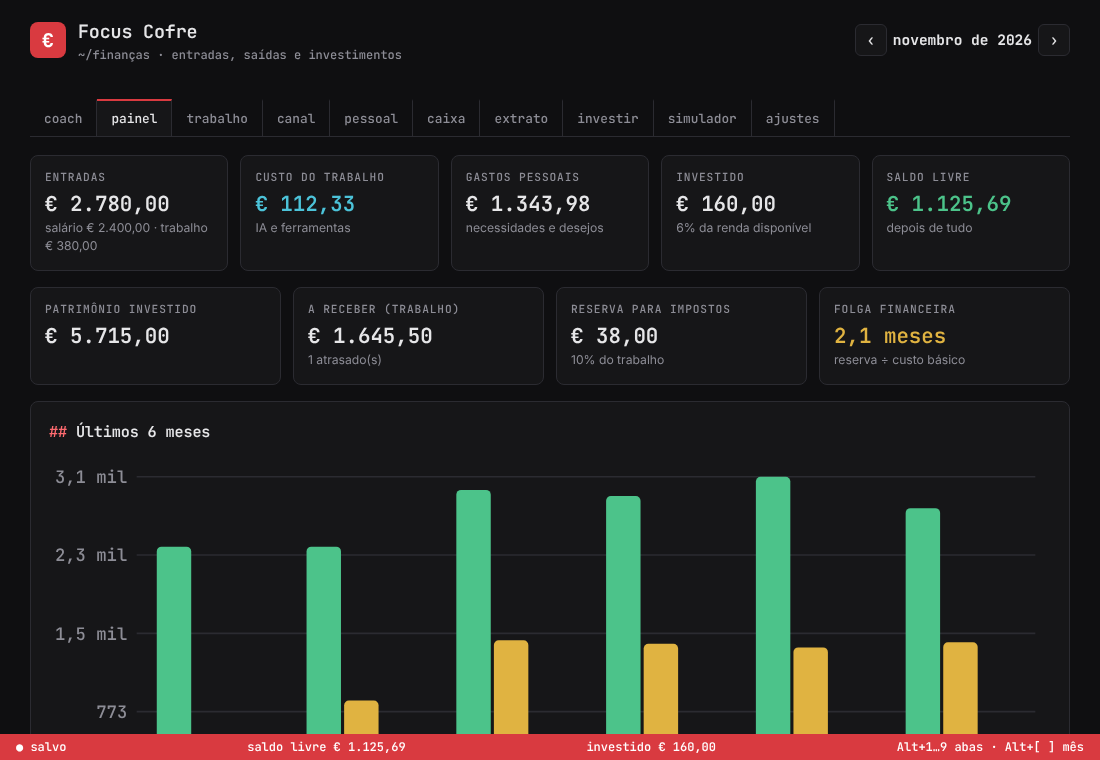 €
Focus Cofre
~/finanças · entradas, saídas e investimentos
‹ novembro de 2026 ›
coach painel trabalho canal pessoal caixa extrato investir simulador ajustes
ENTRADAS
€ 2.780,00
salário € 2.400,00 · trabalho
€ 380,00
CUSTO DO TRABALHO
€ 112,33
IA e ferramentas
GASTOS PESSOAIS
€ 1.343,98
necessidades e desejos
INVESTIDO
€ 160,00
6% da renda disponível
SALDO LIVRE
€ 1.125,69
depois de tudo
PATRIMÔNIO INVESTIDO
€ 5.715,00
A RECEBER (TRABALHO)
€ 1.645,50
1 atrasado(s)
RESERVA PARA IMPOSTOS
€ 38,00
10% do trabalho
FOLGA FINANCEIRA
2,1 meses
reserva ÷ custo básico
## Últimos 6 meses
3,1 mil
2,3 mil
1,5 mil
773
● salvo saldo livre € 1.125,69 investido € 160,00 Alt+1…9 abas · Alt+[ ] mês